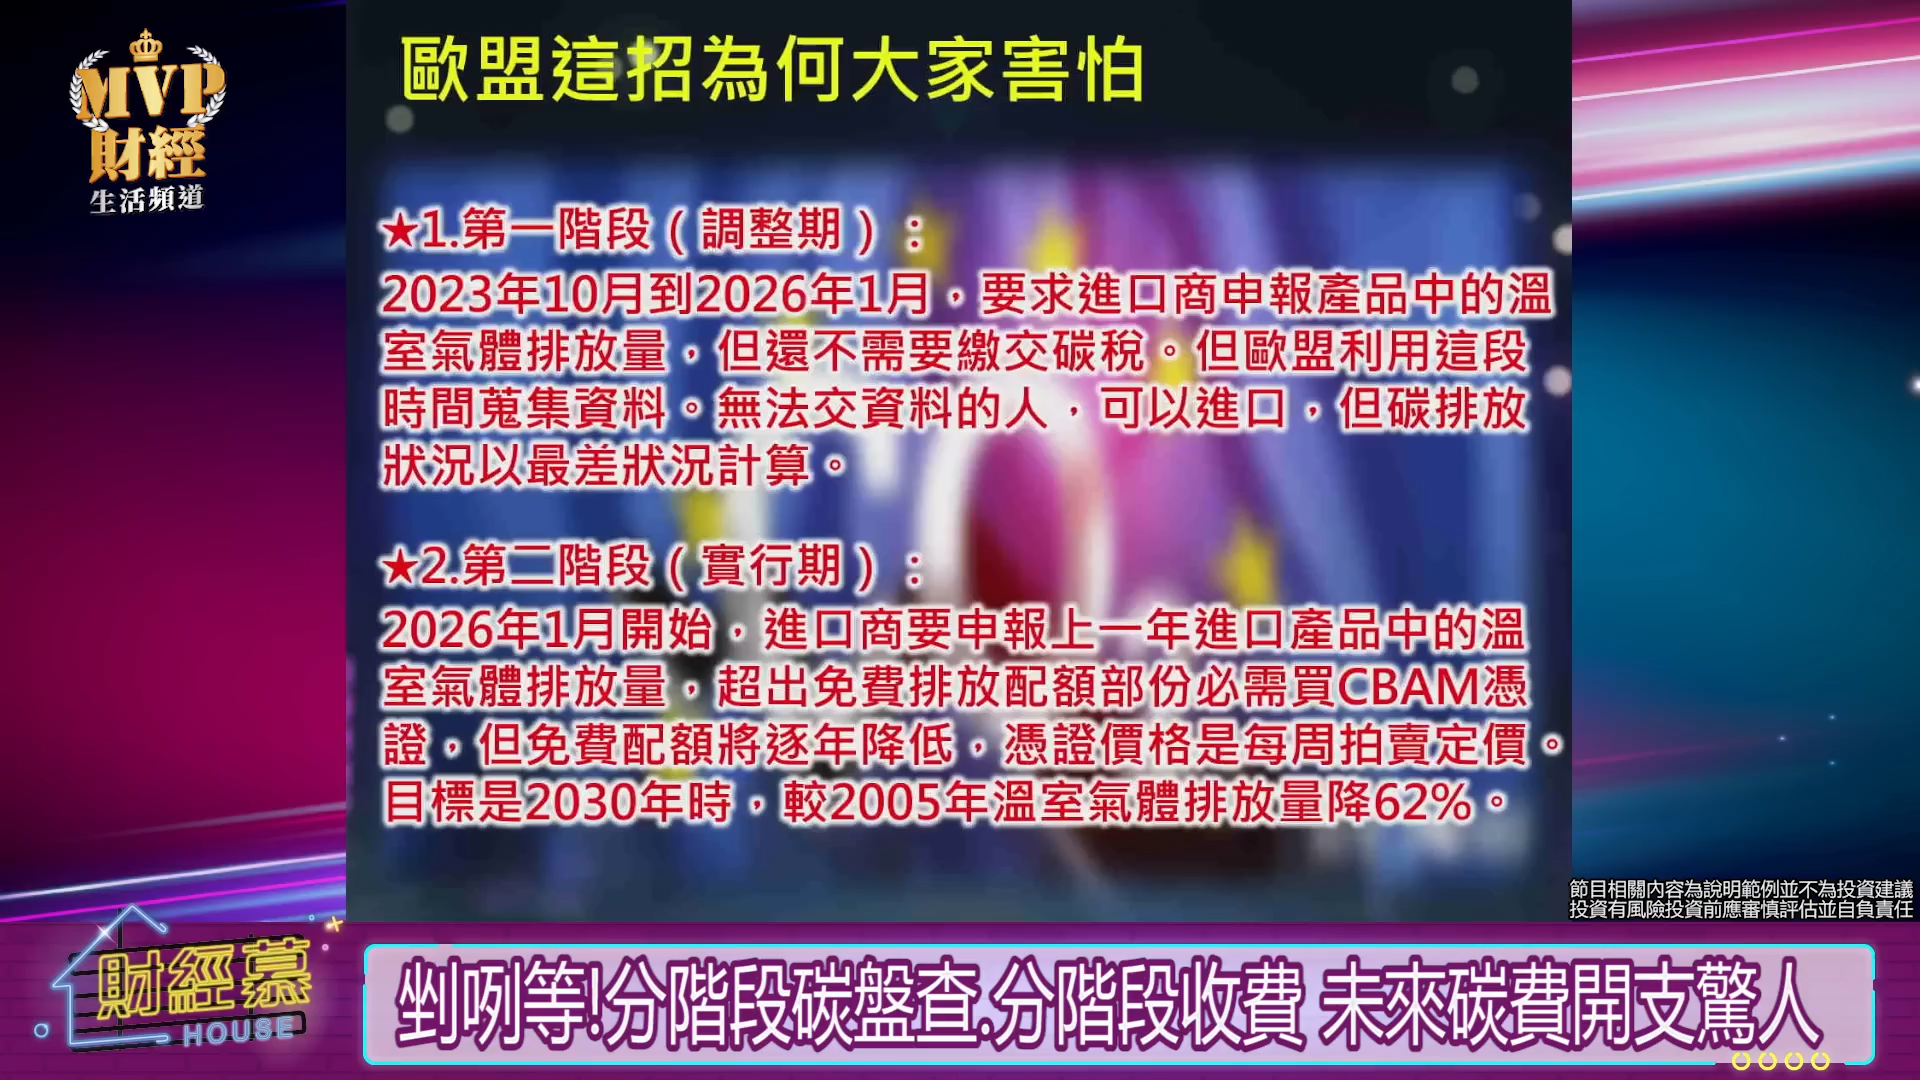 MVP
財經
生活頻道
歐盟這招為何大家害怕
★1.第一階段（調整期）：
2023年10月到2026年1月，要求進口商申報產品中的溫
室氣體排放量，但還不需要繳交碳稅。但歐盟利用這段
時間蒐集資料。無法交資料的人，可以進口，但碳排放
狀況以最差狀況計算。
★2.第二階段（實行期）：
2026年1月開始，進口商要申報上一年進口產品中的溫
室氣體排放量，超出免費排放配額部份必需買CBAM憑
證，但免費配額將逐年降低，憑證價格是每周拍賣定價。
目標是2030年時，較2005年溫室氣體排放量降62%。
節目相關內容為說明範例並不為投資建議
投資有風險投資前應審慎評估並自負責任
財經慕
HOUSE
剉咧等!分階段碳盤查.分階段收費 未來碳費開支驚人